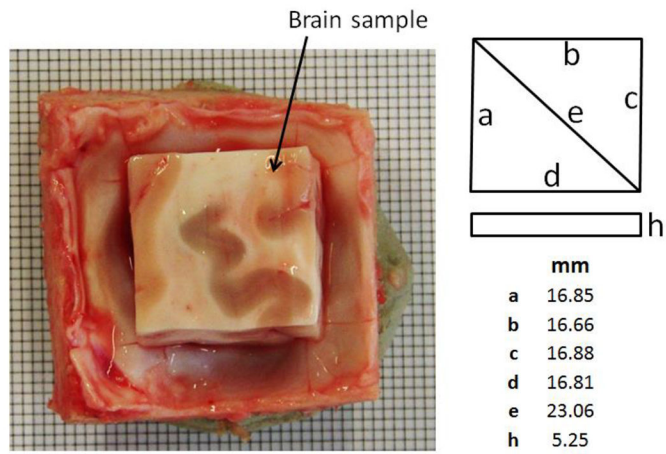 Brain sample
b
a
c
e
d
h
mm
a 16.85
b 16.66
c 16.88
d 16.81
e 23.06
h 5.25